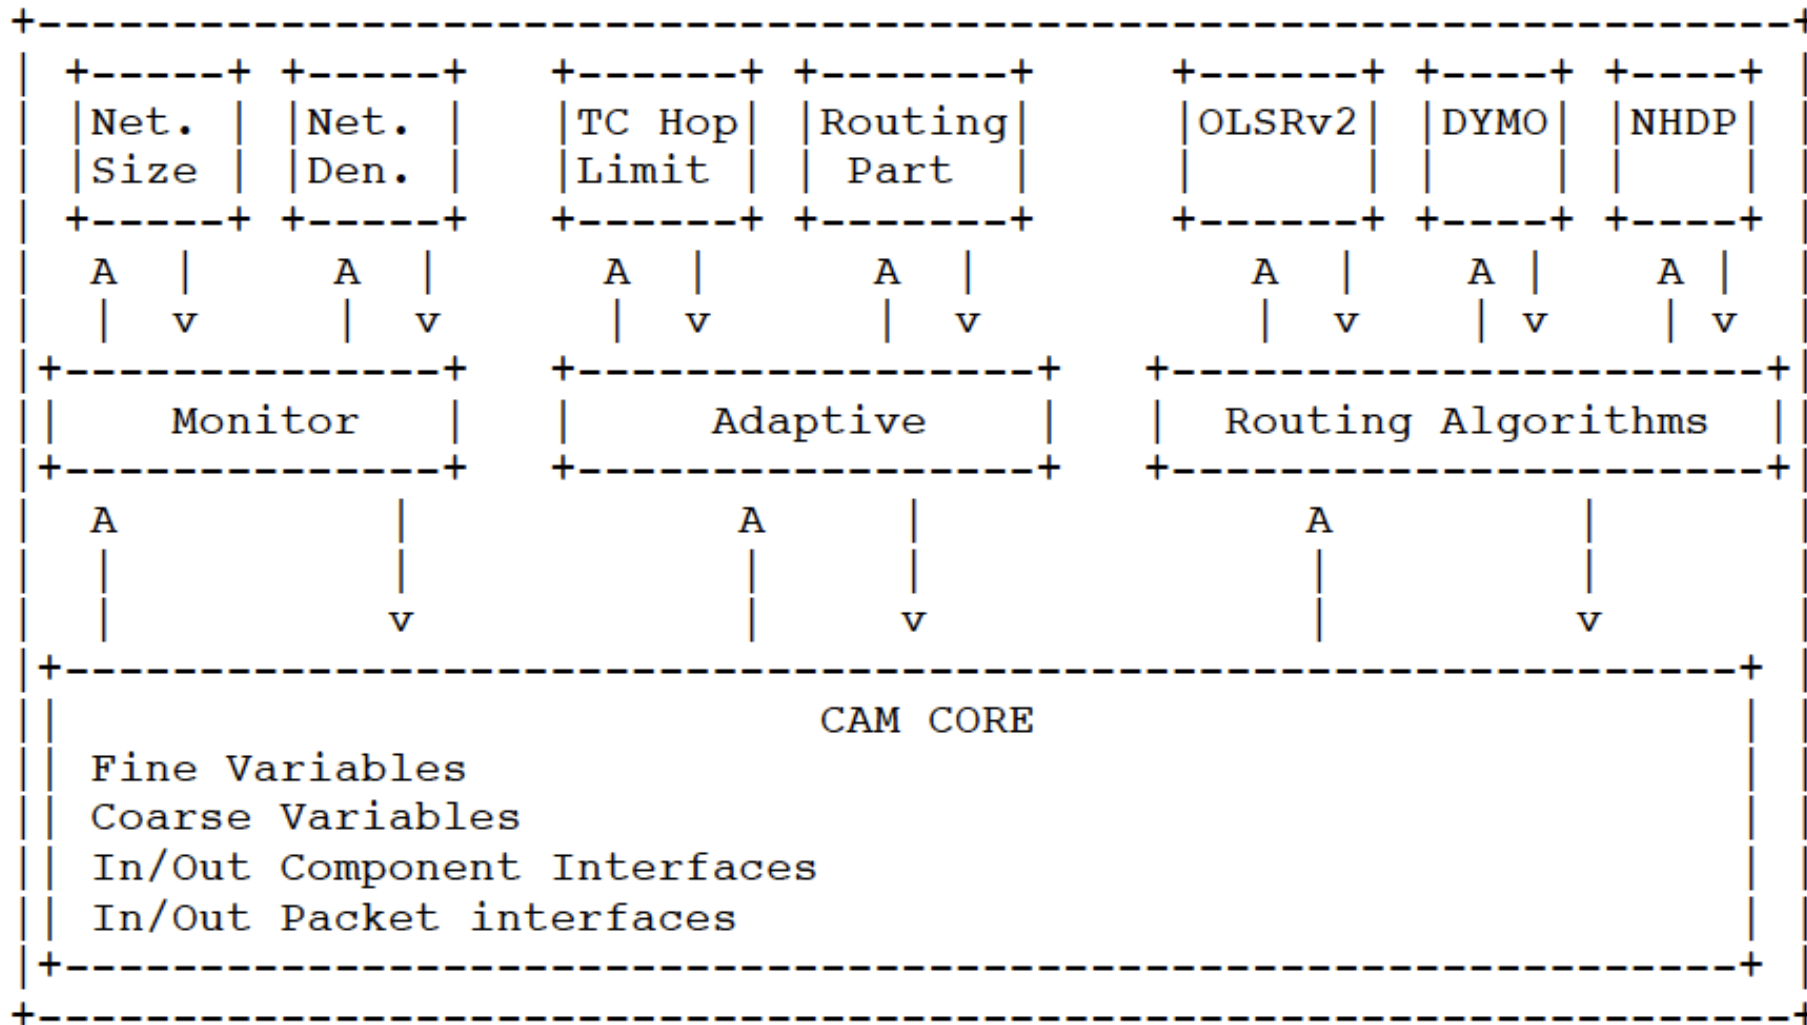 +-----------------------------------------------------------------+
| +-----+ +-----+   +------+ +-------+     +------+ +----+ +----+ |
| |Net. | |Net. |   |TC Hop| |Routing|     |OLSRv2| |DYMO| |NHDP| |
| |Size | |Den. |   |Limit | | Part  |     |      | |    | |    | |
| +-----+ +-----+   +------+ +-------+     +------+ +----+ +----+ |
|  A  |     A  |      A  |      A  |          A  |    A |    A |  |
|  |  v     |  v      |  v      |  v          |  v    | v    | v  |
|+--------------+   +-----------------+   +----------------------+|
||    Monitor   |   |     Adaptive    |   |  Routing Algorithms  ||
|+--------------+   +-----------------+   +----------------------+|
|  A          |            A     |              A         |       |
|  |          |            |     |              |         |       |
|  |          v            |     v              |         v       |
|+--------------------------------------------------------------+ |
||                            CAM CORE                          | |
|| Fine Variables                                               | |
|| Coarse Variables                                             | |
|| In/Out Component Interfaces                                  | |
|| In/Out Packet interfaces                                     | |
|+--------------------------------------------------------------+ |
+-----------------------------------------------------------------+